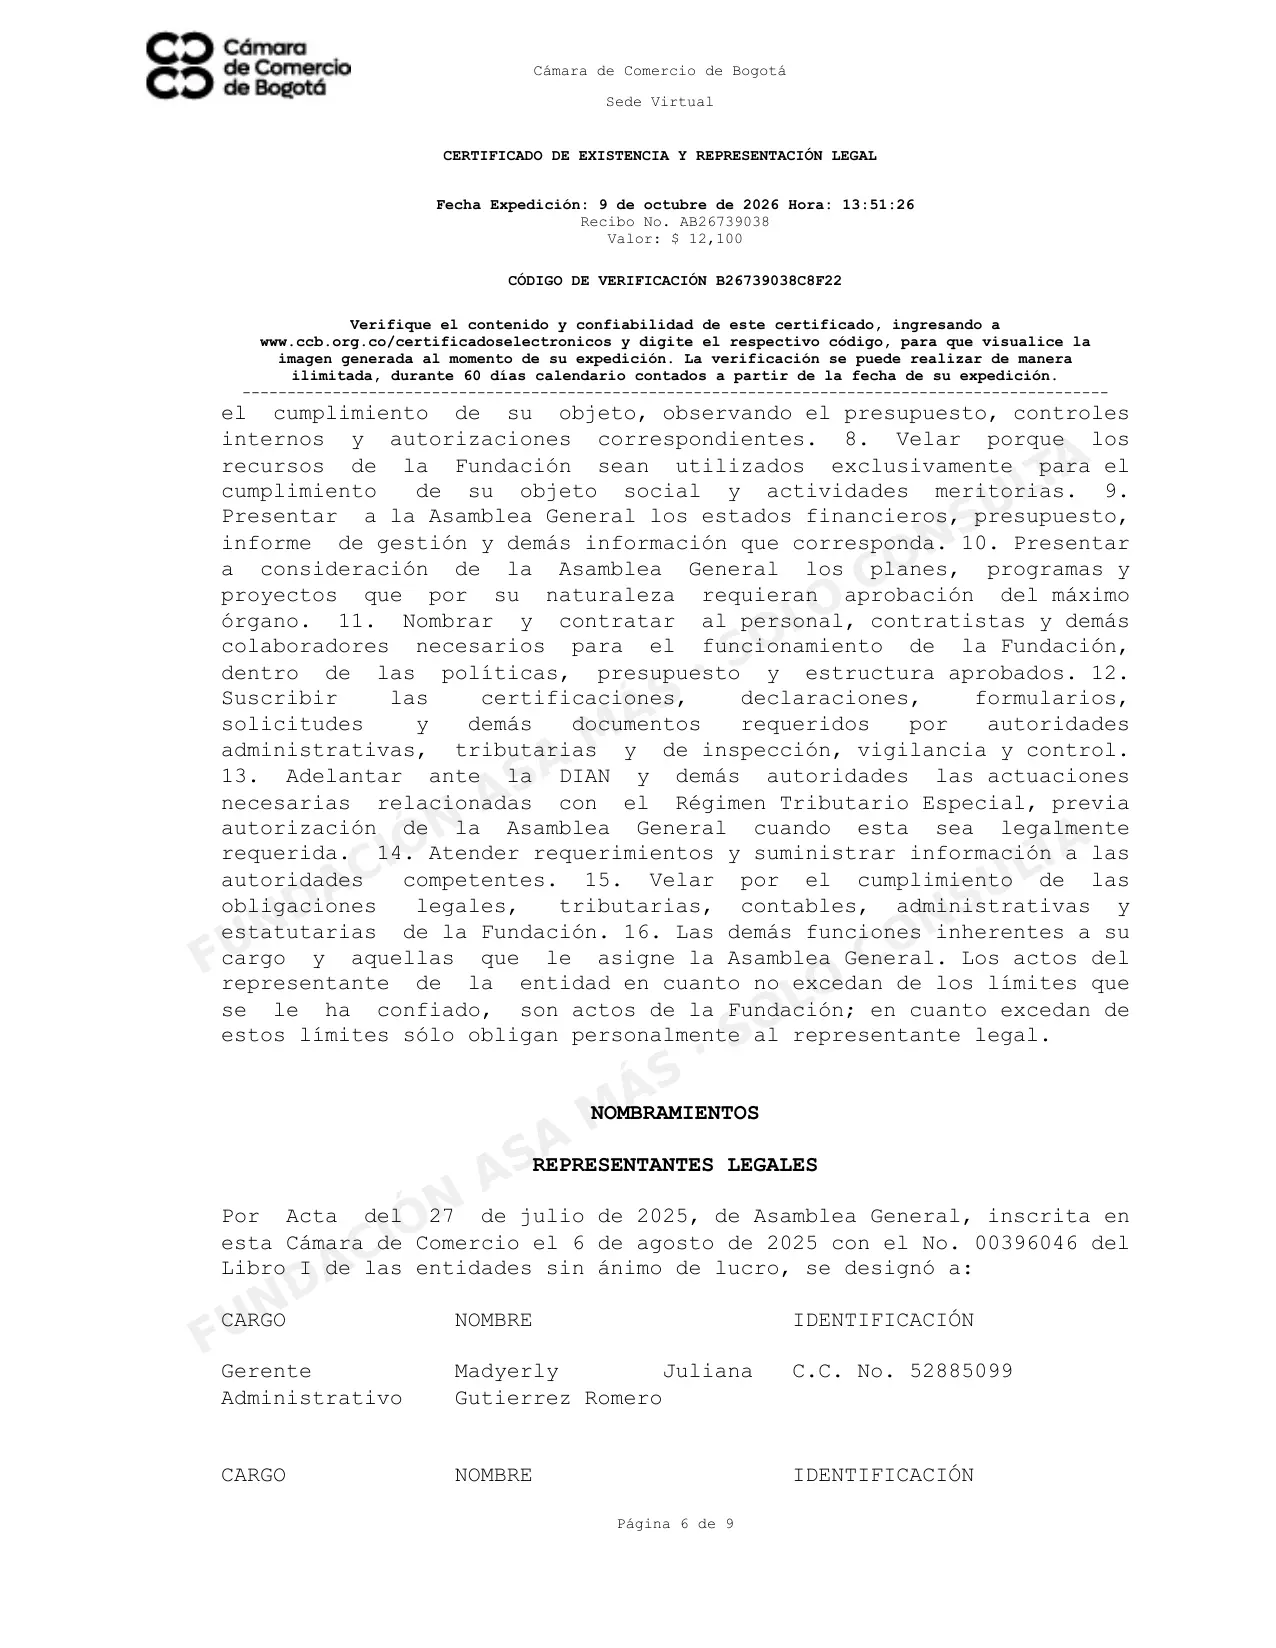 Cámara
de Comercio
de Bogotá
Cámara de Comercio de Bogotá
Sede Virtual
CERTIFICADO DE EXISTENCIA Y REPRESENTACIÓN LEGAL
Fecha Expedición: 9 de octubre de 2026 Hora: 13:51:26
Recibo No. AB26739038
Valor: $ 12,100
CÓDIGO DE VERIFICACIÓN B26739038C8F22
Verifique el contenido y confiabilidad de este certificado, ingresando a
www.ccb.org.co/certificadoselectronicos y digite el respectivo código, para que visualice la
imagen generada al momento de su expedición. La verificación se puede realizar de manera
ilimitada, durante 60 días calendario contados a partir de la fecha de su expedición.
------------------------------------------------------------------------------------------------
el cumplimiento de su objeto, observando el presupuesto, controles
internos y autorizaciones correspondientes. 8. Velar porque los
recursos de la Fundación sean utilizados exclusivamente para el
cumplimiento de su objeto social y actividades meritorias. 9.
Presentar a la Asamblea General los estados financieros, presupuesto,
informe de gestión y demás información que corresponda. 10. Presentar
a consideración de la Asamblea General los planes, programas y
proyectos que por su naturaleza requieran aprobación del máximo
órgano. 11. Nombrar y contratar al personal, contratistas y demás
colaboradores necesarios para el funcionamiento de la Fundación,
dentro de las políticas, presupuesto y estructura aprobados. 12.
Suscribir las certificaciones, declaraciones, formularios,
solicitudes y demás documentos requeridos por autoridades
administrativas, tributarias y de inspección, vigilancia y control.
13. Adelantar ante la DIAN y demás autoridades las actuaciones
necesarias relacionadas con el Régimen Tributario Especial, previa
autorización de la Asamblea General cuando esta sea legalmente
requerida. 14. Atender requerimientos y suministrar información a las
autoridades competentes. 15. Velar por el cumplimiento de las
obligaciones legales, tributarias, contables, administrativas y
estatutarias de la Fundación. 16. Las demás funciones inherentes a su
cargo y aquellas que le asigne la Asamblea General. Los actos del
representante de la entidad en cuanto no excedan de los límites que
se le ha confiado, son actos de la Fundación; en cuanto excedan de
estos límites sólo obligan personalmente al representante legal.
NOMBRAMIENTOS
REPRESENTANTES LEGALES
Por Acta del 27 de julio de 2025, de Asamblea General, inscrita en
esta Cámara de Comercio el 6 de agosto de 2025 con el No. 00396046 del
Libro I de las entidades sin ánimo de lucro, se designó a:
CARGO NOMBRE IDENTIFICACIÓN
Gerente Madyerly Juliana C.C. No. 52885099
Administrativo Gutierrez Romero
CARGO NOMBRE IDENTIFICACIÓN
Página 6 de 9
FUNDACIÓN ASA MÁS · SOLO CONSULTA
FUNDACIÓN ASA MÁS · SOLO CONSULTA